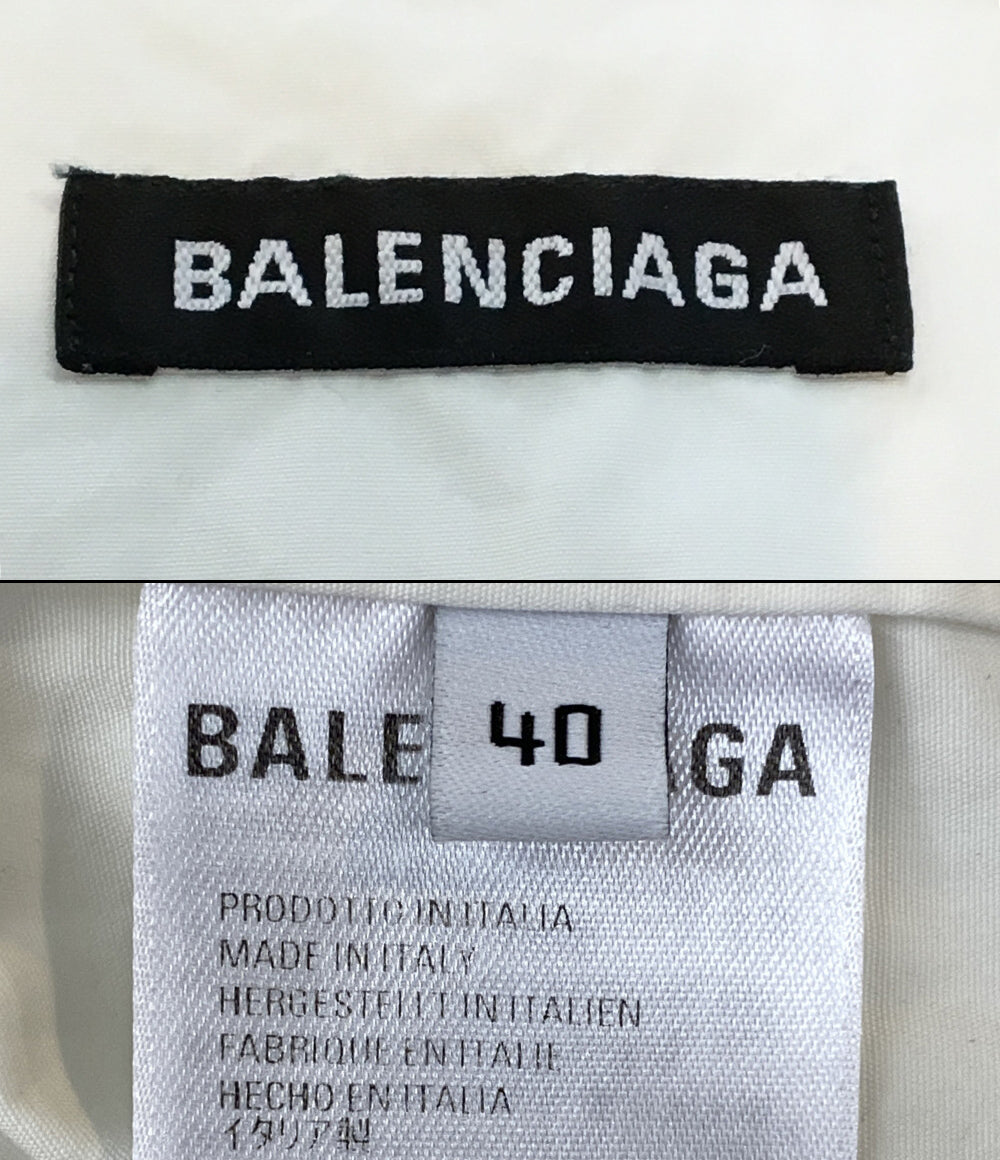 BALENCIAGA
BALE GA
40
PRODOTTO IN ITALIA
MADE IN ITALY
HERGESTELLT IN ITALIEN
FABRIQUE EN ITALIE
HECHO EN ITALIA
イタリア製